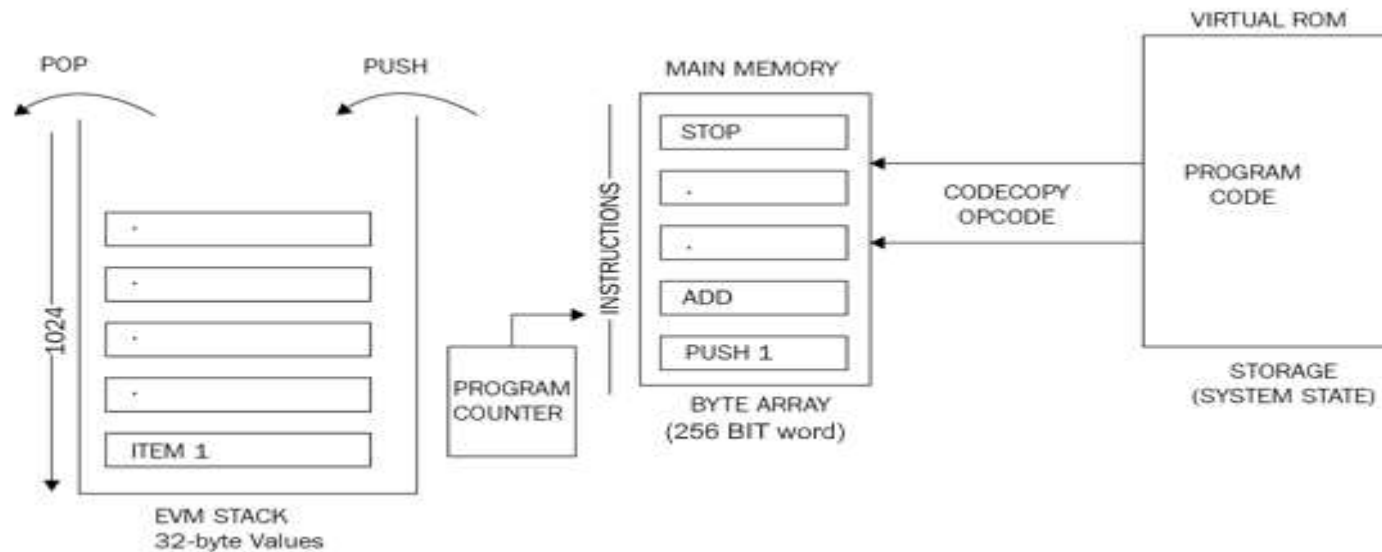 POP
PUSH
1024
.
.
.
.
ITEM 1
EVM STACK
32-byte Values
PROGRAM
COUNTER
INSTRUCTIONS
MAIN MEMORY
STOP
.
.
ADD
PUSH 1
BYTE ARRAY
(256 BIT word)
CODECOPY
OPCODE
VIRTUAL ROM
PROGRAM
CODE
STORAGE
(SYSTEM STATE)